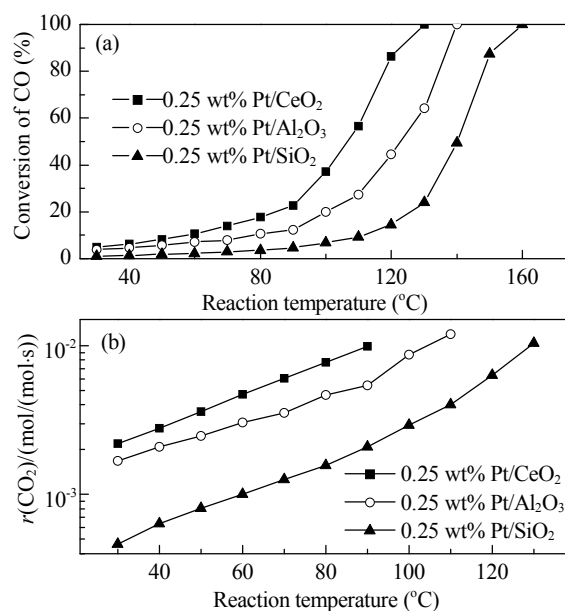 (a)
100
80
60
40
20
0
Conversion of CO (%)
0.25 wt% Pt/CeO₂
0.25 wt% Pt/Al₂O₃
0.25 wt% Pt/SiO₂
40 80 120 160
Reaction temperature (°C)
(b)
10⁻²
10⁻³
r(CO₂)/(mol/(mol·s)
0.25 wt% Pt/CeO₂
0.25 wt% Pt/Al₂O₃
0.25 wt% Pt/SiO₂
40 60 80 100 120
Reaction temperature (°C)